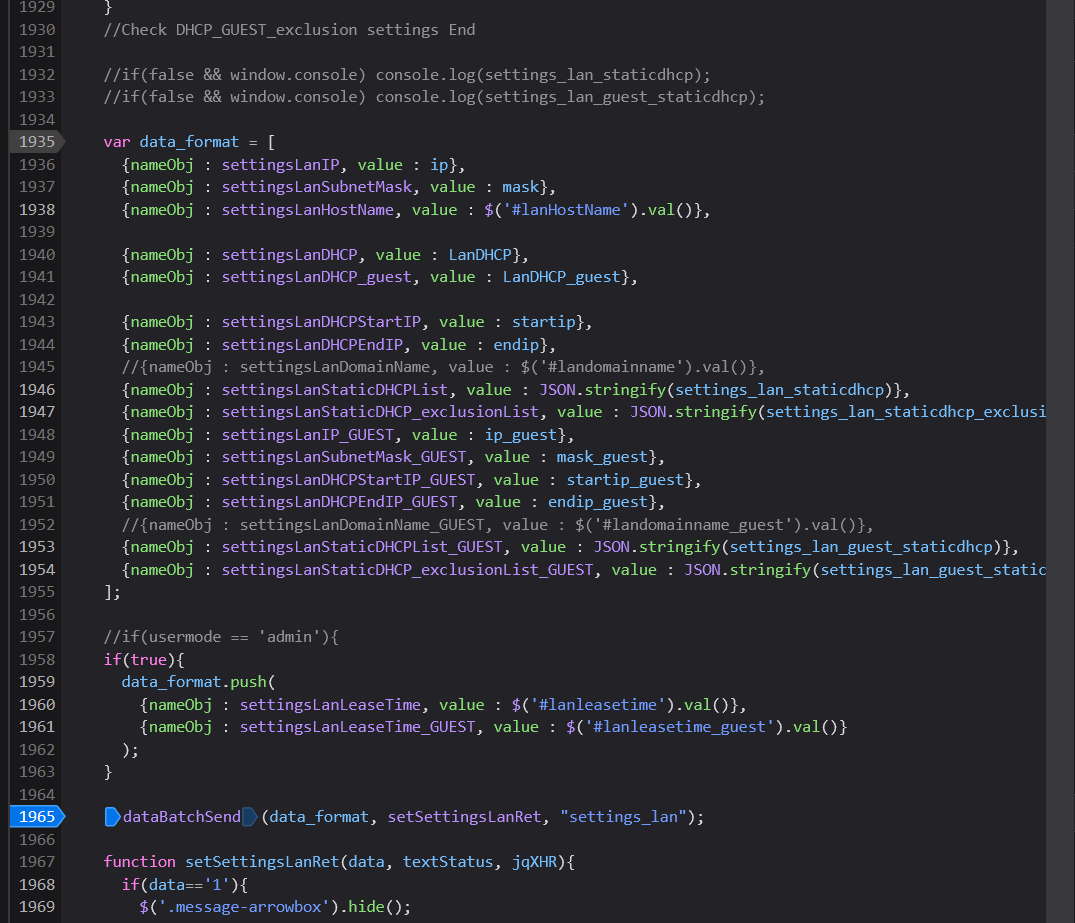 1929     }
1930     //Check DHCP_GUEST_exclusion settings End
1931
1932     //if(false && window.console) console.log(settings_lan_staticdhcp);
1933     //if(false && window.console) console.log(settings_lan_guest_staticdhcp);
1934
1935     var data_format = [
1936       {nameObj : settingsLanIP, value : ip},
1937       {nameObj : settingsLanSubnetMask, value : mask},
1938       {nameObj : settingsLanHostName, value : $('#lanHostName').val()},
1939
1940       {nameObj : settingsLanDHCP, value : LanDHCP},
1941       {nameObj : settingsLanDHCP_guest, value : LanDHCP_guest},
1942
1943       {nameObj : settingsLanDHCPStartIP, value : startip},
1944       {nameObj : settingsLanDHCPEndIP, value : endip},
1945       //{nameObj : settingsLanDomainName, value : $('#landomainname').val()},
1946       {nameObj : settingsLanStaticDHCPList, value : JSON.stringify(settings_lan_staticdhcp)},
1947       {nameObj : settingsLanStaticDHCP_exclusionList, value : JSON.stringify(settings_lan_staticdhcp_exclusi
1948       {nameObj : settingsLanIP_GUEST, value : ip_guest},
1949       {nameObj : settingsLanSubnetMask_GUEST, value : mask_guest},
1950       {nameObj : settingsLanDHCPStartIP_GUEST, value : startip_guest},
1951       {nameObj : settingsLanDHCPEndIP_GUEST, value : endip_guest},
1952       //{nameObj : settingsLanDomainName_GUEST, value : $('#landomainname_guest').val()},
1953       {nameObj : settingsLanStaticDHCPList_GUEST, value : JSON.stringify(settings_lan_guest_staticdhcp)},
1954       {nameObj : settingsLanStaticDHCP_exclusionList_GUEST, value : JSON.stringify(settings_lan_guest_static
1955     ];
1956
1957     //if(usermode == 'admin'){
1958     if(true){
1959       data_format.push(
1960         {nameObj : settingsLanLeaseTime, value : $('#lanleasetime').val()},
1961         {nameObj : settingsLanLeaseTime_GUEST, value : $('#lanleasetime_guest').val()}
1962       );
1963     }
1964
1965     dataBatchSend(data_format, setSettingsLanRet, "settings_lan");
1966
1967     function setSettingsLanRet(data, textStatus, jqXHR){
1968       if(data=='1'){
1969         $('.message-arrowbox').hide();